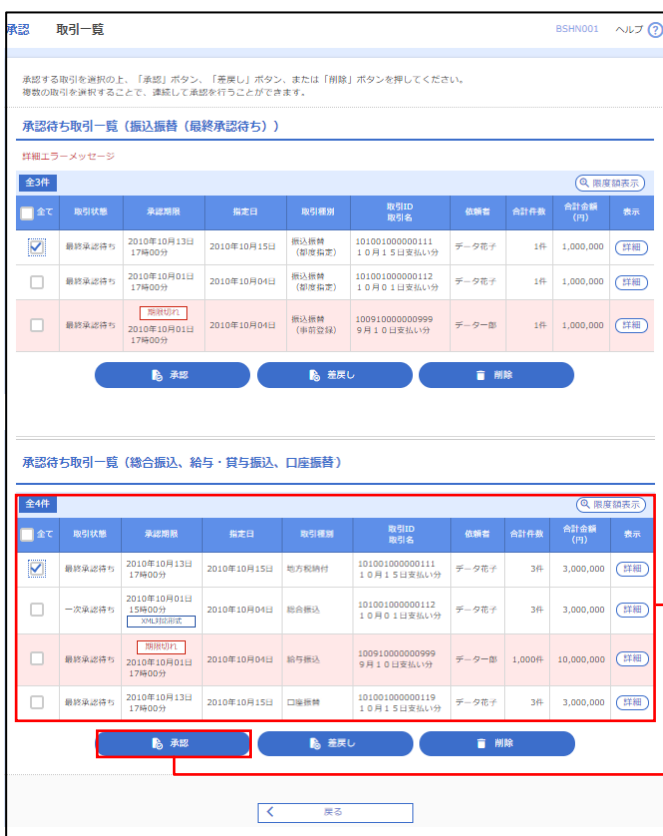 承認 取引一覧 BSHN001 ヘルプ ?
承認する取引を選択の上、「承認」ボタン、「差戻し」ボタン、または「削除」ボタンを押してください。
複数の取引を選択することで、連続して承認を行うことができます。
承認待ち取引一覧（振込振替（最終承認待ち））
詳細エラーメッセージ
全3件 限度額表示
全て 取引状態 承認期限 指定日 取引種別 取引ID 取引名 依頼者 合計件数 合計金額(円) 表示
最終承認待ち 2010年10月13日 17時00分 2010年10月15日 振込振替（都度指定） 101001000000111 １０月１５日支払い分 データ花子 1件 1,000,000 詳細
最終承認待ち 2010年10月01日 17時00分 2010年10月04日 振込振替（都度指定） 101001000000112 １０月０１日支払い分 データ花子 1件 1,000,000 詳細
最終承認待ち 期限切れ 2010年10月01日 17時00分 2010年10月04日 振込振替（事前登録） 100910000000999 ９月１０日支払い分 データ一郎 1件 1,000,000 詳細
承認 差戻し 削除
承認待ち取引一覧（総合振込、給与・賞与振込、口座振替）
全4件 限度額表示
全て 取引状態 承認期限 指定日 取引種別 取引ID 取引名 依頼者 合計件数 合計金額(円) 表示
最終承認待ち 2010年10月13日 17時00分 2010年10月15日 地方税納付 101001000000111 １０月１５日支払い分 データ花子 3件 3,000,000 詳細
一次承認待ち 2010年10月01日 15時00分 XML対応形式 2010年10月04日 総合振込 101001000000112 １０月０１日支払い分 データ花子 3件 3,000,000 詳細
最終承認待ち 期限切れ 2010年10月01日 17時00分 2010年10月04日 給与振込 100910000000999 ９月１０日支払い分 データ一郎 1,000件 10,000,000 詳細
最終承認待ち 2010年10月13日 17時00分 2010年10月15日 口座振替 101001000000119 １０月１５日支払い分 データ花子 3件 3,000,000 詳細
承認 差戻し 削除
戻る